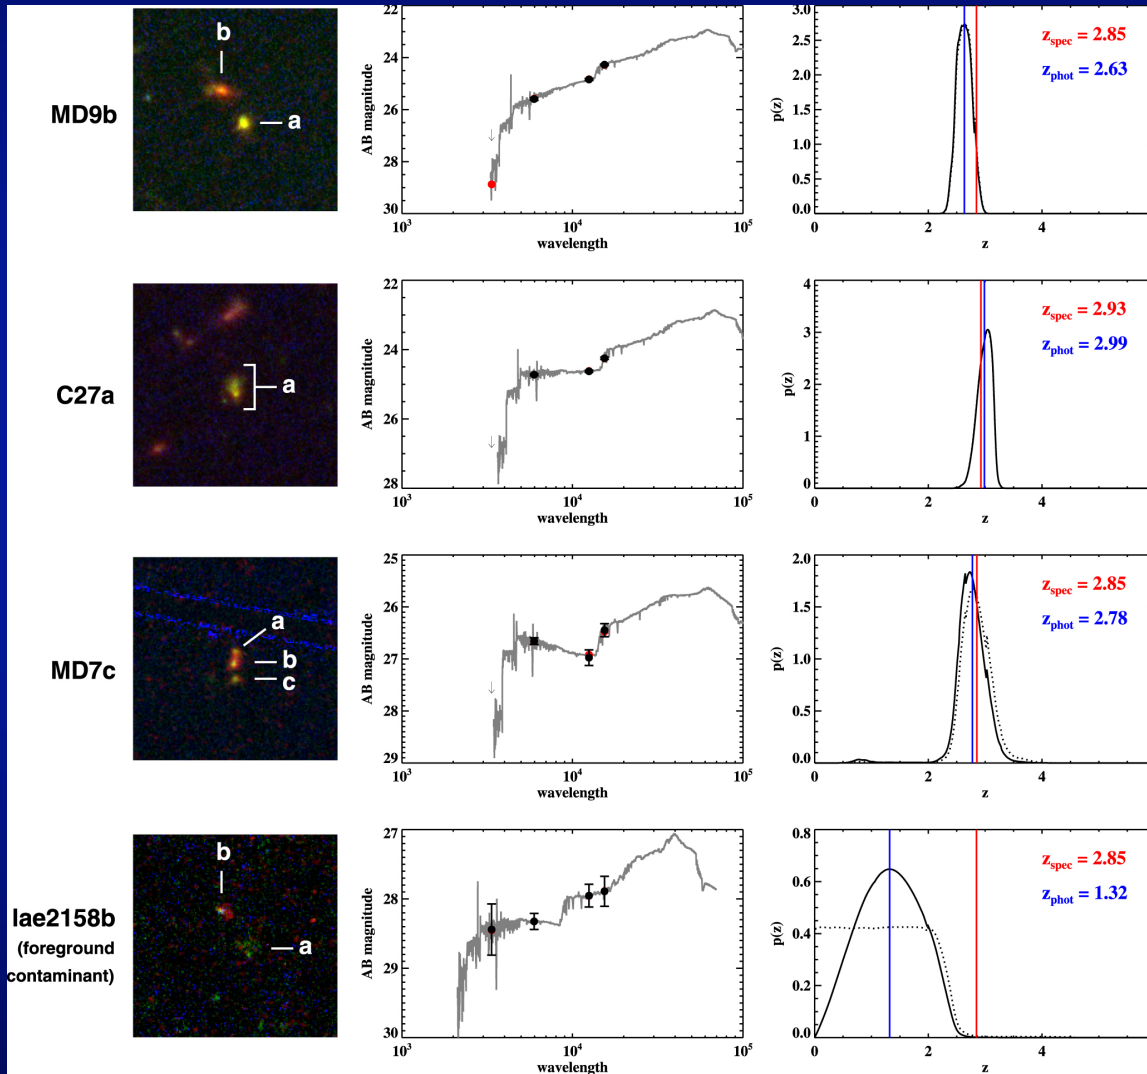 MD9b
b
a
22
24
26
28
30
AB magnitude
10³
10⁴
10⁵
wavelength
3.0
2.5
2.0
1.5
1.0
0.5
0.0
p(z)
0
2
4
z
z_spec = 2.85
z_phot = 2.63
C27a
a
22
24
26
28
AB magnitude
10³
10⁴
10⁵
wavelength
4
3
2
1
0
p(z)
0
2
4
z
z_spec = 2.93
z_phot = 2.99
MD7c
a
b
c
25
26
27
28
29
AB magnitude
10³
10⁴
10⁵
wavelength
2.0
1.5
1.0
0.5
0.0
p(z)
0
2
4
z
z_spec = 2.85
z_phot = 2.78
lae2158b
(foreground
contaminant)
b
a
27
28
29
30
AB magnitude
10³
10⁴
10⁵
wavelength
0.8
0.6
0.4
0.2
0.0
p(z)
0
2
4
z
z_spec = 2.85
z_phot = 1.32